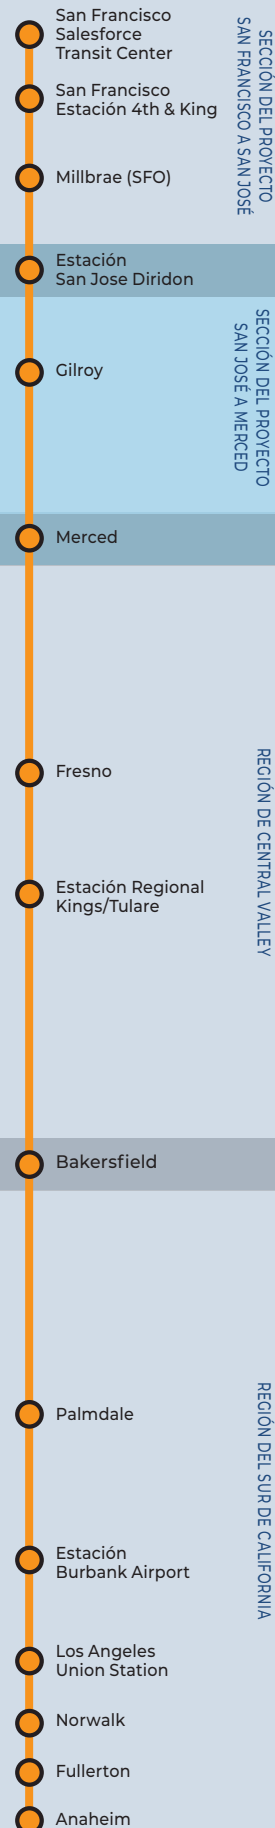 San Francisco
Salesforce
Transit Center
San Francisco
Estación 4th & King
Millbrae (SFO)
SECCIÓN DEL PROYECTO
SAN FRANCISCO A SAN JOSÉ
Estación
San Jose Diridon
Gilroy
SECCIÓN DEL PROYECTO
SAN JOSÉ A MERCED
Merced
Fresno
Estación Regional
Kings/Tulare
REGIÓN DE CENTRAL VALLEY
Bakersfield
Palmdale
Estación
Burbank Airport
Los Angeles
Union Station
Norwalk
Fullerton
Anaheim
REGIÓN DEL SUR DE CALIFORNIA